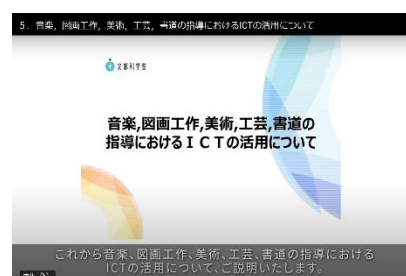 5．音楽，図画工作，美術，工芸，書道の指導におけるICTの活用について
文部科学省
音楽,図画工作,美術,工芸,書道の
指導におけるＩＣＴの活用について
これから音楽、図画工作、美術、工芸、書道の指導における
ICTの活用について、ご説明いたします。